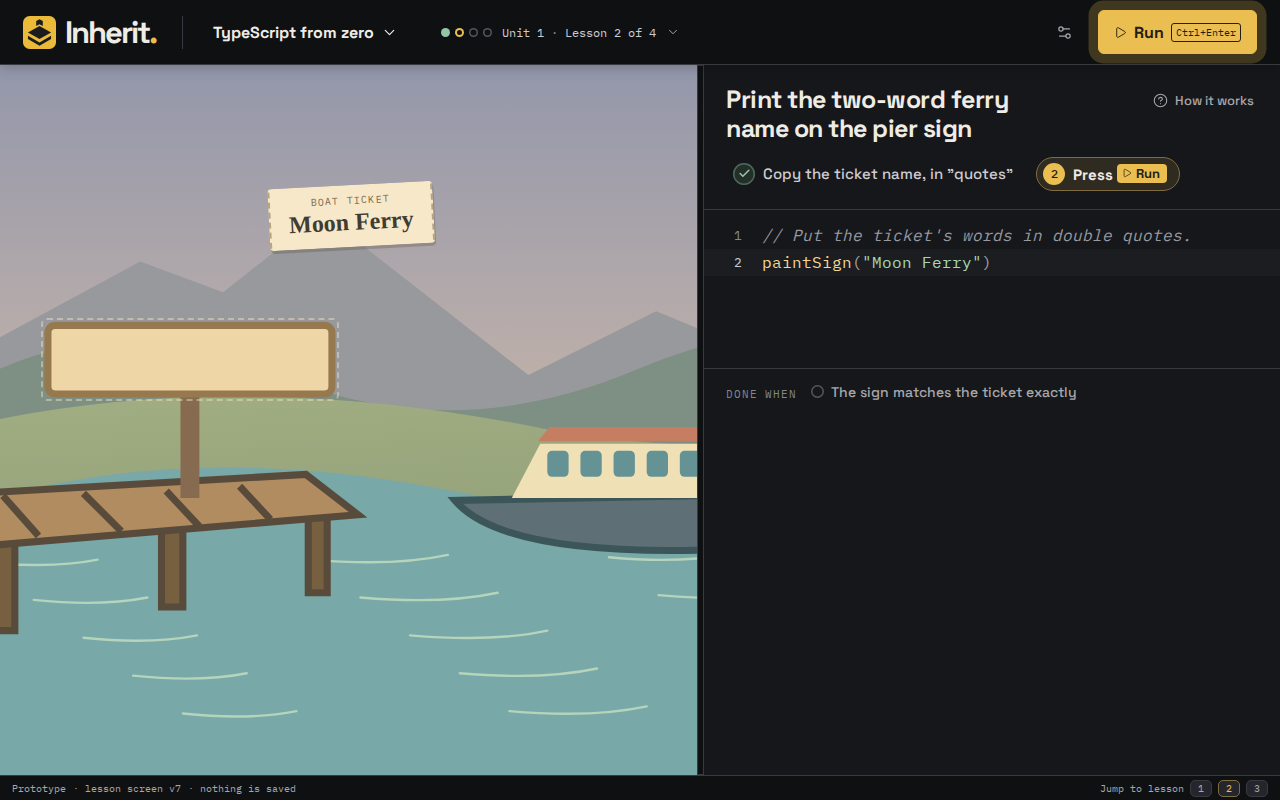 Inherit.
TypeScript from zero
Unit 1 · Lesson 2 of 4
Run Ctrl+Enter
BOAT TICKET
Moon Ferry
Print the two-word ferry
name on the pier sign
How it works
Copy the ticket name, in "quotes"
2 Press Run
1 // Put the ticket's words in double quotes.
2 paintSign("Moon Ferry")
DONE WHEN The sign matches the ticket exactly
Prototype · lesson screen v7 · nothing is saved
Jump to lesson 1 2 3